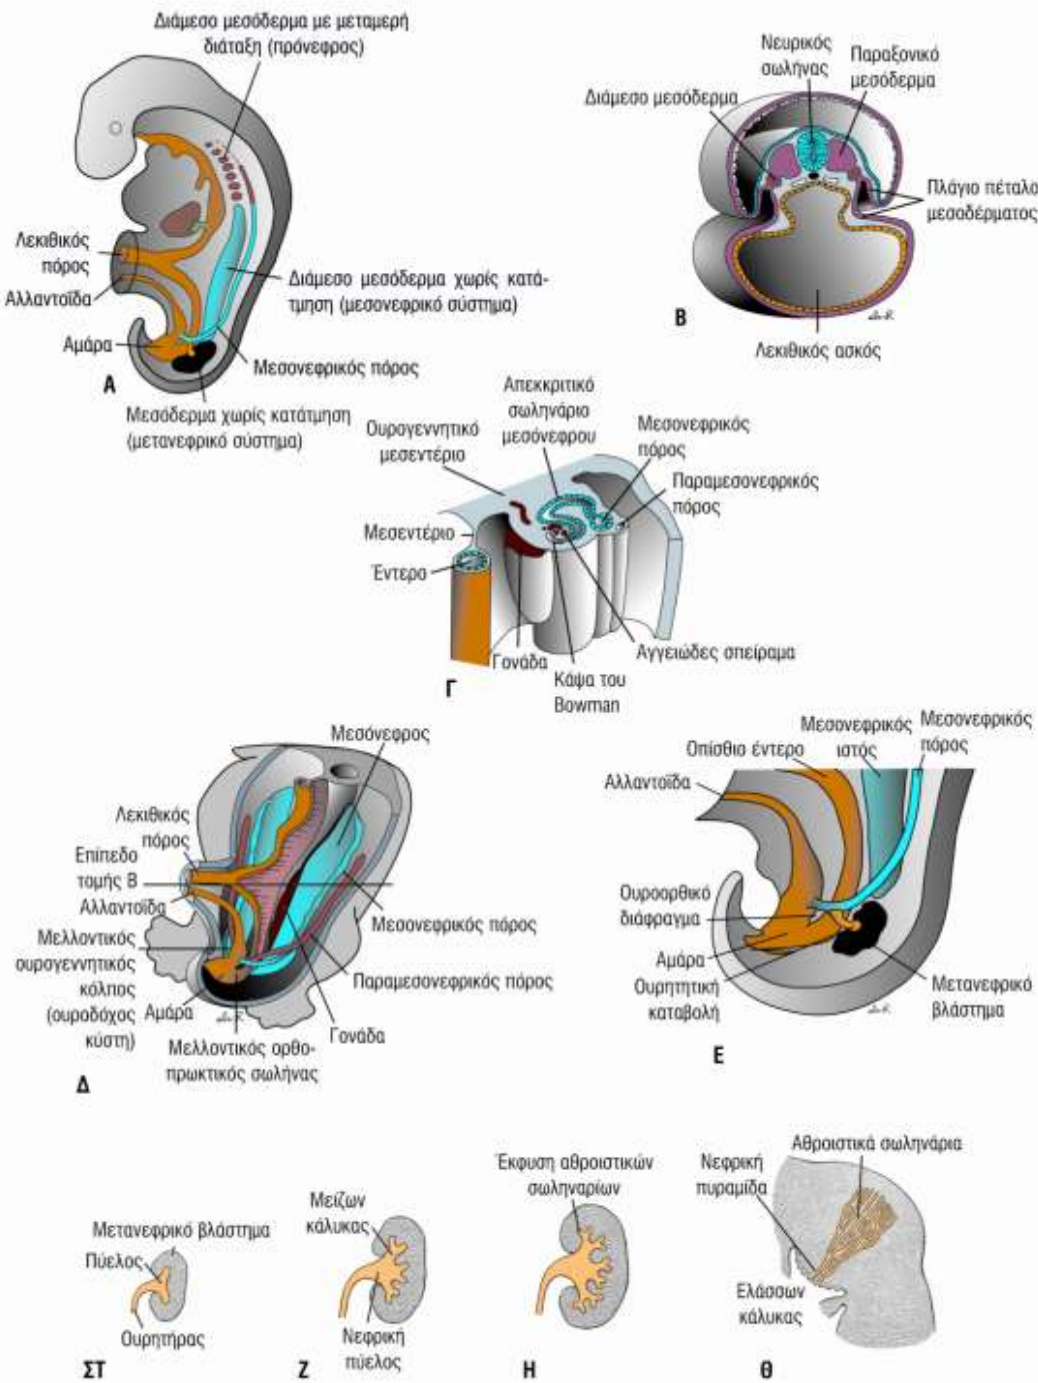 Διάμεσο μεσόδερμα με μεταμερή
διάταξη (πρόνεφρος)
Λεκιθικός
πόρος
Αλλαντοΐδα
Αμάρα
Διάμεσο μεσόδερμα χωρίς κατά-
τμηση (μεσονεφρικό σύστημα)
Μεσονεφρικός πόρος
Μεσόδερμα χωρίς κατάτμηση
(μετανεφρικό σύστημα)
Α
Νευρικός
σωλήνας
Παραξονικό
μεσόδερμα
Διάμεσο μεσόδερμα
Πλάγιο πέταλο
μεσοδέρματος
Λεκιθικός ασκός
Β
Απεκκριτικό
σωληνάριο
μεσόνεφρου
Ουρογεννητικό
μεσεντέριο
Μεσονεφρικός
πόρος
Παραμεσονεφρικός
πόρος
Μεσεντέριο
Έντερο
Γονάδα
Κάψα του
Bowman
Αγγειώδες σπείραμα
Γ
Μεσόνεφρος
Λεκιθικός
πόρος
Επίπεδο
τομής Β
Αλλαντοΐδα
Μελλοντικός
ουρογεννητικός
κόλπος
(ουροδόχος
κύστη)
Αμάρα
Μελλοντικός ορθο-
πρωκτικός σωλήνας
Γονάδα
Παραμεσονεφρικός πόρος
Μεσονεφρικός πόρος
Δ
Οπίσθιο έντερο
Μεσονεφρικός
ιστός
Μεσονεφρικός
πόρος
Αλλαντοΐδα
Ουροορθικό
διάφραγμα
Αμάρα
Ουρητητική
καταβολή
Μετανεφρικό
βλάστημα
Ε
Μετανεφρικό βλάστημα
Πύελος
Ουρητήρας
ΣΤ
Μείζων
κάλυκας
Νεφρική
πύελος
Ζ
Έκφυση αθροιστικών
σωληναρίων
Η
Νεφρική
πυραμίδα
Αθροιστικά σωληνάρια
Ελάσσων
κάλυκας
Θ